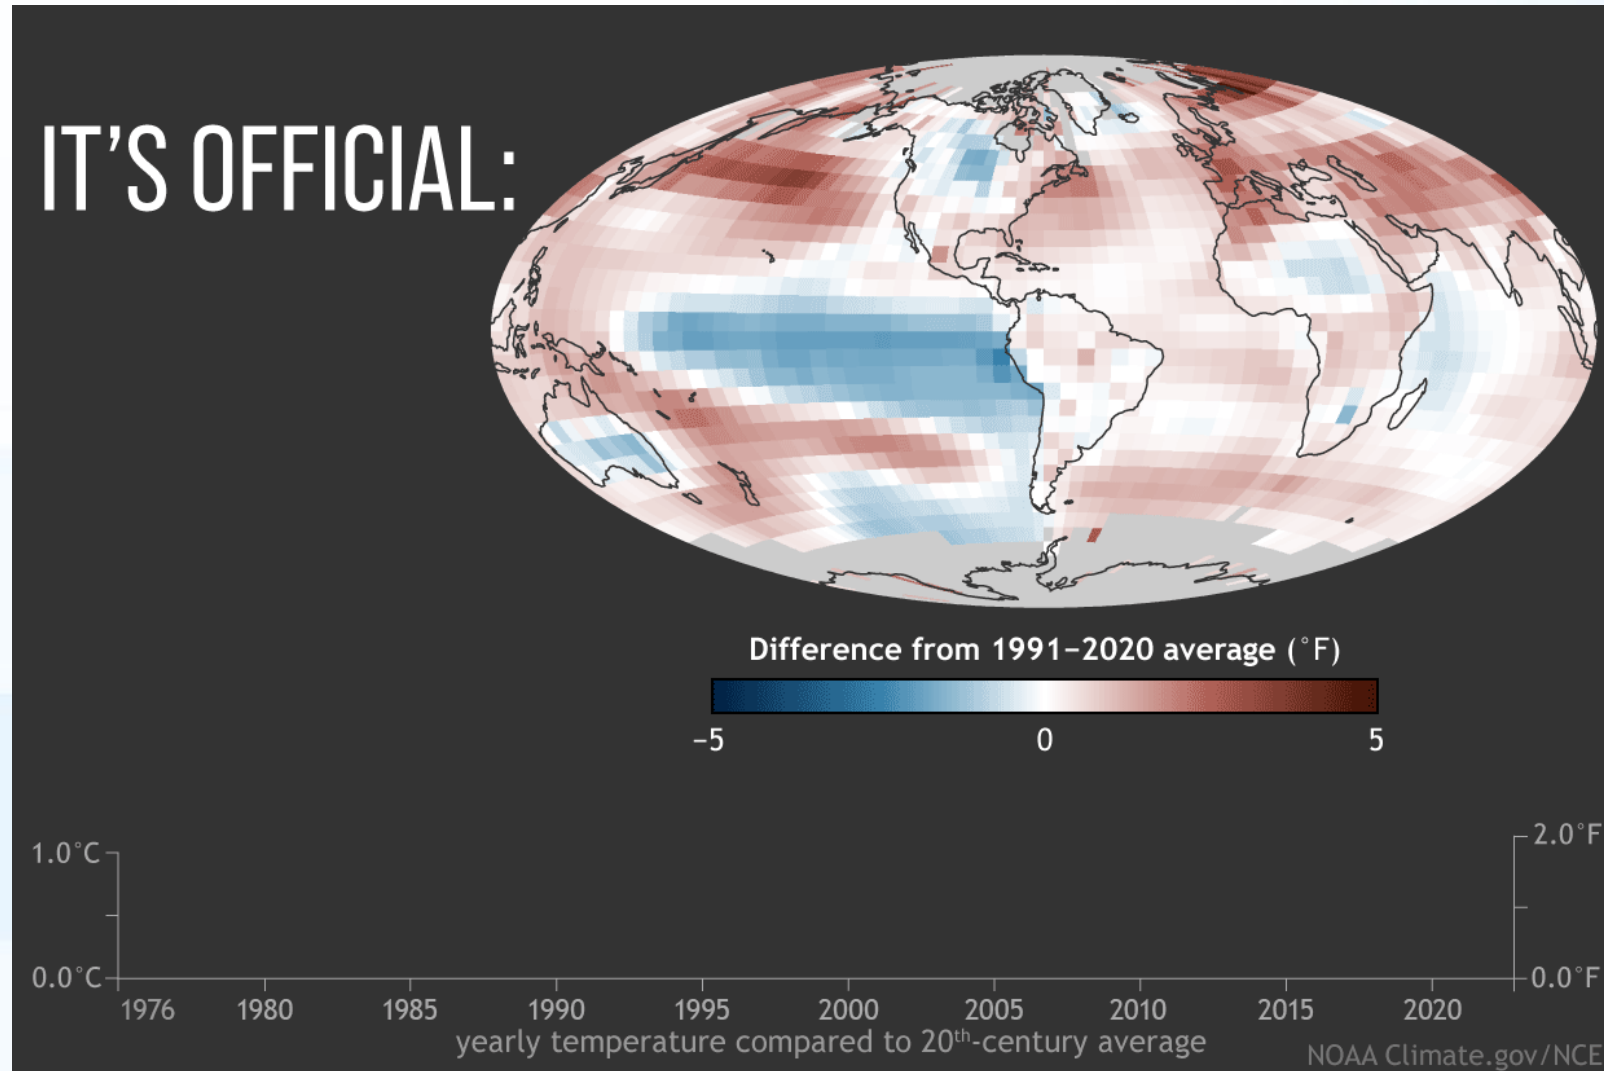 IT'S OFFICIAL:
Difference from 1991–2020 average (°F)
−5 0 5
1.0°C 2.0°F
0.0°C 0.0°F
1976 1980 1985 1990 1995 2000 2005 2010 2015 2020
yearly temperature compared to 20th-century average
NOAA Climate.gov/NCE